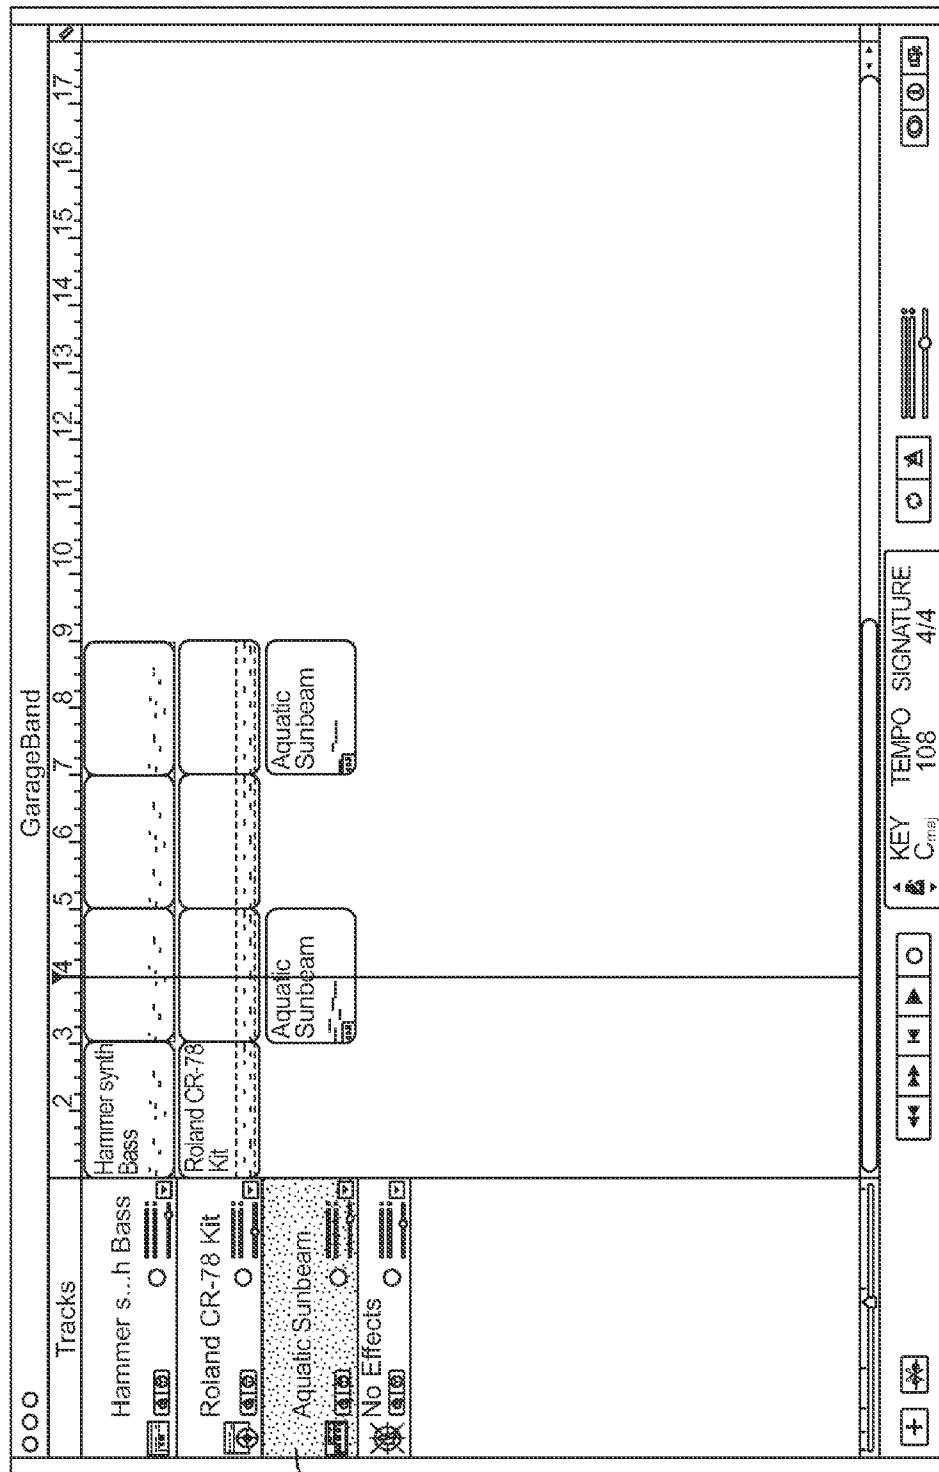 GarageBand
Tracks
2 3 4 5 6 7 8 9 10 11 12 13 14 15 16 17
Hammer s...h Bass
Hammer synth
Bass
Roland CR-78 Kit
Roland CR-78
Kit
Aquatic Sunbeam
Aquatic
Sunbeam
Aquatic
Sunbeam
No Effects
KEY TEMPO SIGNATURE
Cmaj 108 4/4